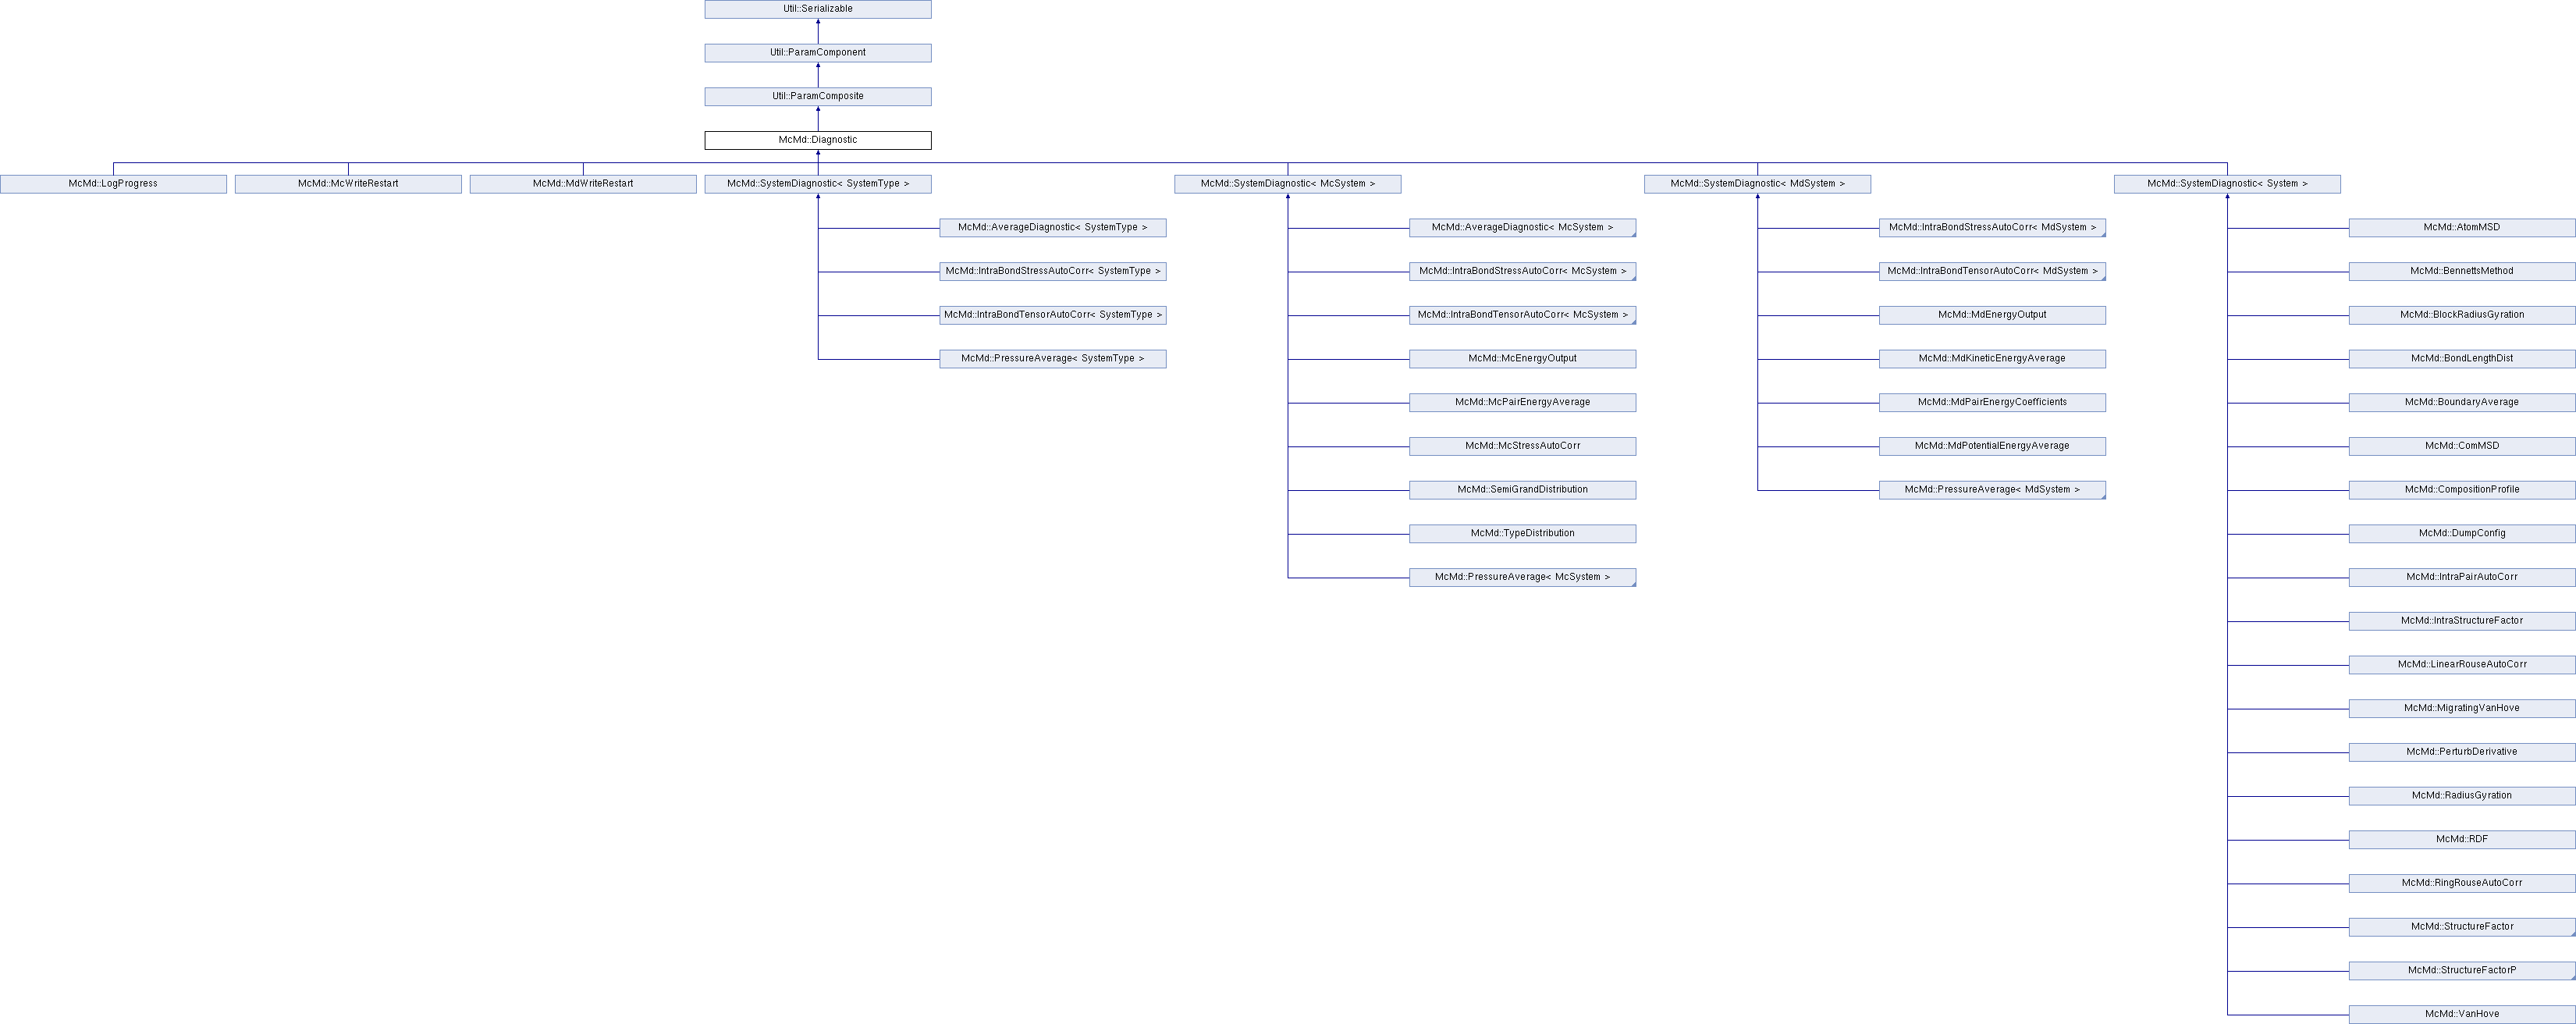 Util::Serializable
Util::ParamComponent
Util::ParamComposite
McMd::Diagnostic
McMd::LogProgress
McMd::McWriteRestart
McMd::MdWriteRestart
McMd::SystemDiagnostic< SystemType >
McMd::SystemDiagnostic< McSystem >
McMd::SystemDiagnostic< MdSystem >
McMd::SystemDiagnostic< System >
McMd::AverageDiagnostic< SystemType >
McMd::IntraBondStressAutoCorr< SystemType >
McMd::IntraBondTensorAutoCorr< SystemType >
McMd::PressureAverage< SystemType >
McMd::AverageDiagnostic< McSystem >
McMd::IntraBondStressAutoCorr< McSystem >
McMd::IntraBondTensorAutoCorr< McSystem >
McMd::McEnergyOutput
McMd::McPairEnergyAverage
McMd::McStressAutoCorr
McMd::SemiGrandDistribution
McMd::TypeDistribution
McMd::PressureAverage< McSystem >
McMd::IntraBondStressAutoCorr< MdSystem >
McMd::IntraBondTensorAutoCorr< MdSystem >
McMd::MdEnergyOutput
McMd::MdKineticEnergyAverage
McMd::MdPairEnergyCoefficients
McMd::MdPotentialEnergyAverage
McMd::PressureAverage< MdSystem >
McMd::AtomMSD
McMd::BennettsMethod
McMd::BlockRadiusGyration
McMd::BondLengthDist
McMd::BoundaryAverage
McMd::ComMSD
McMd::CompositionProfile
McMd::DumpConfig
McMd::IntraPairAutoCorr
McMd::IntraStructureFactor
McMd::LinearRouseAutoCorr
McMd::MigratingVanHove
McMd::PerturbDerivative
McMd::RadiusGyration
McMd::RDF
McMd::RingRouseAutoCorr
McMd::StructureFactor
McMd::StructureFactorP
McMd::VanHove